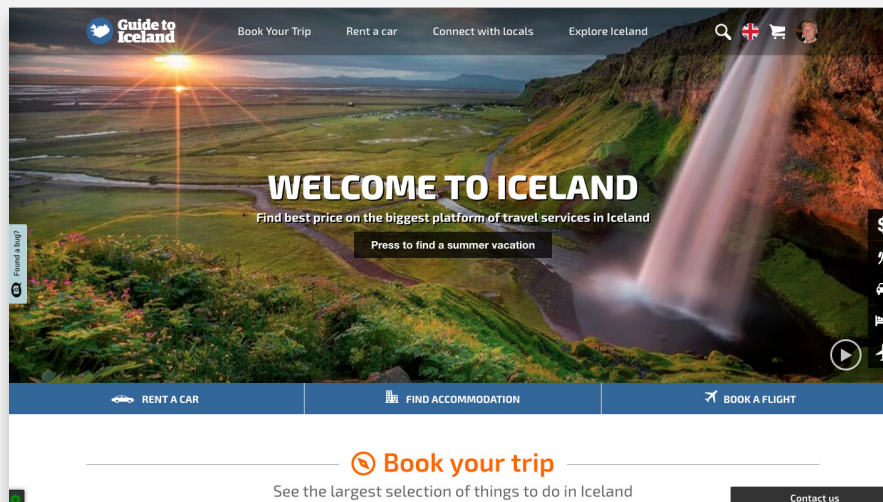 Guide to
Iceland
Book Your Trip
Rent a car
Connect with locals
Explore Iceland
WELCOME TO ICELAND
Find best price on the biggest platform of travel services in Iceland
Press to find a summer vacation
Found a bug?
RENT A CAR
FIND ACCOMMODATION
BOOK A FLIGHT
Book your trip
See the largest selection of things to do in Iceland
Contact us